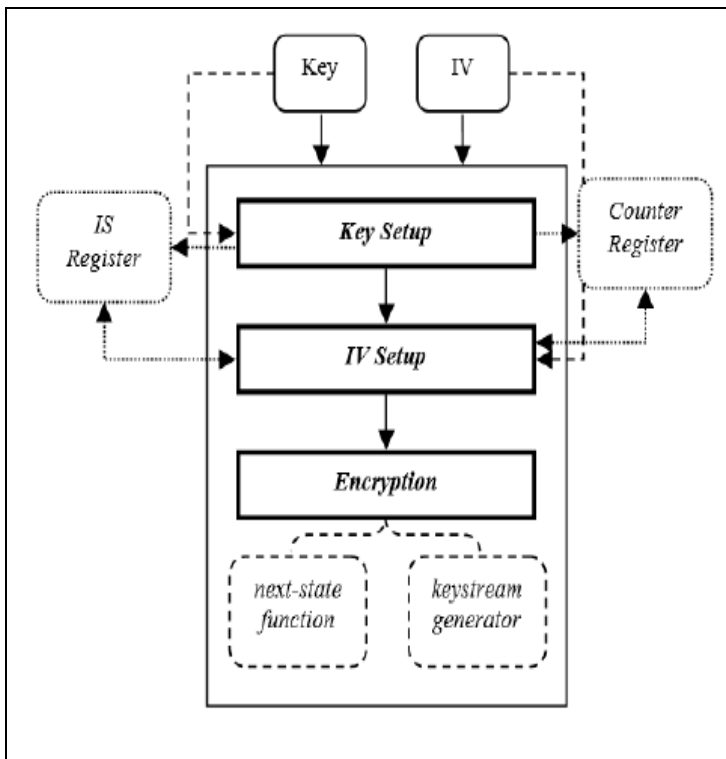 Key
IV
IS
Register
Key Setup
Counter
Register
IV Setup
Encryption
next-state
function
keystream
generator